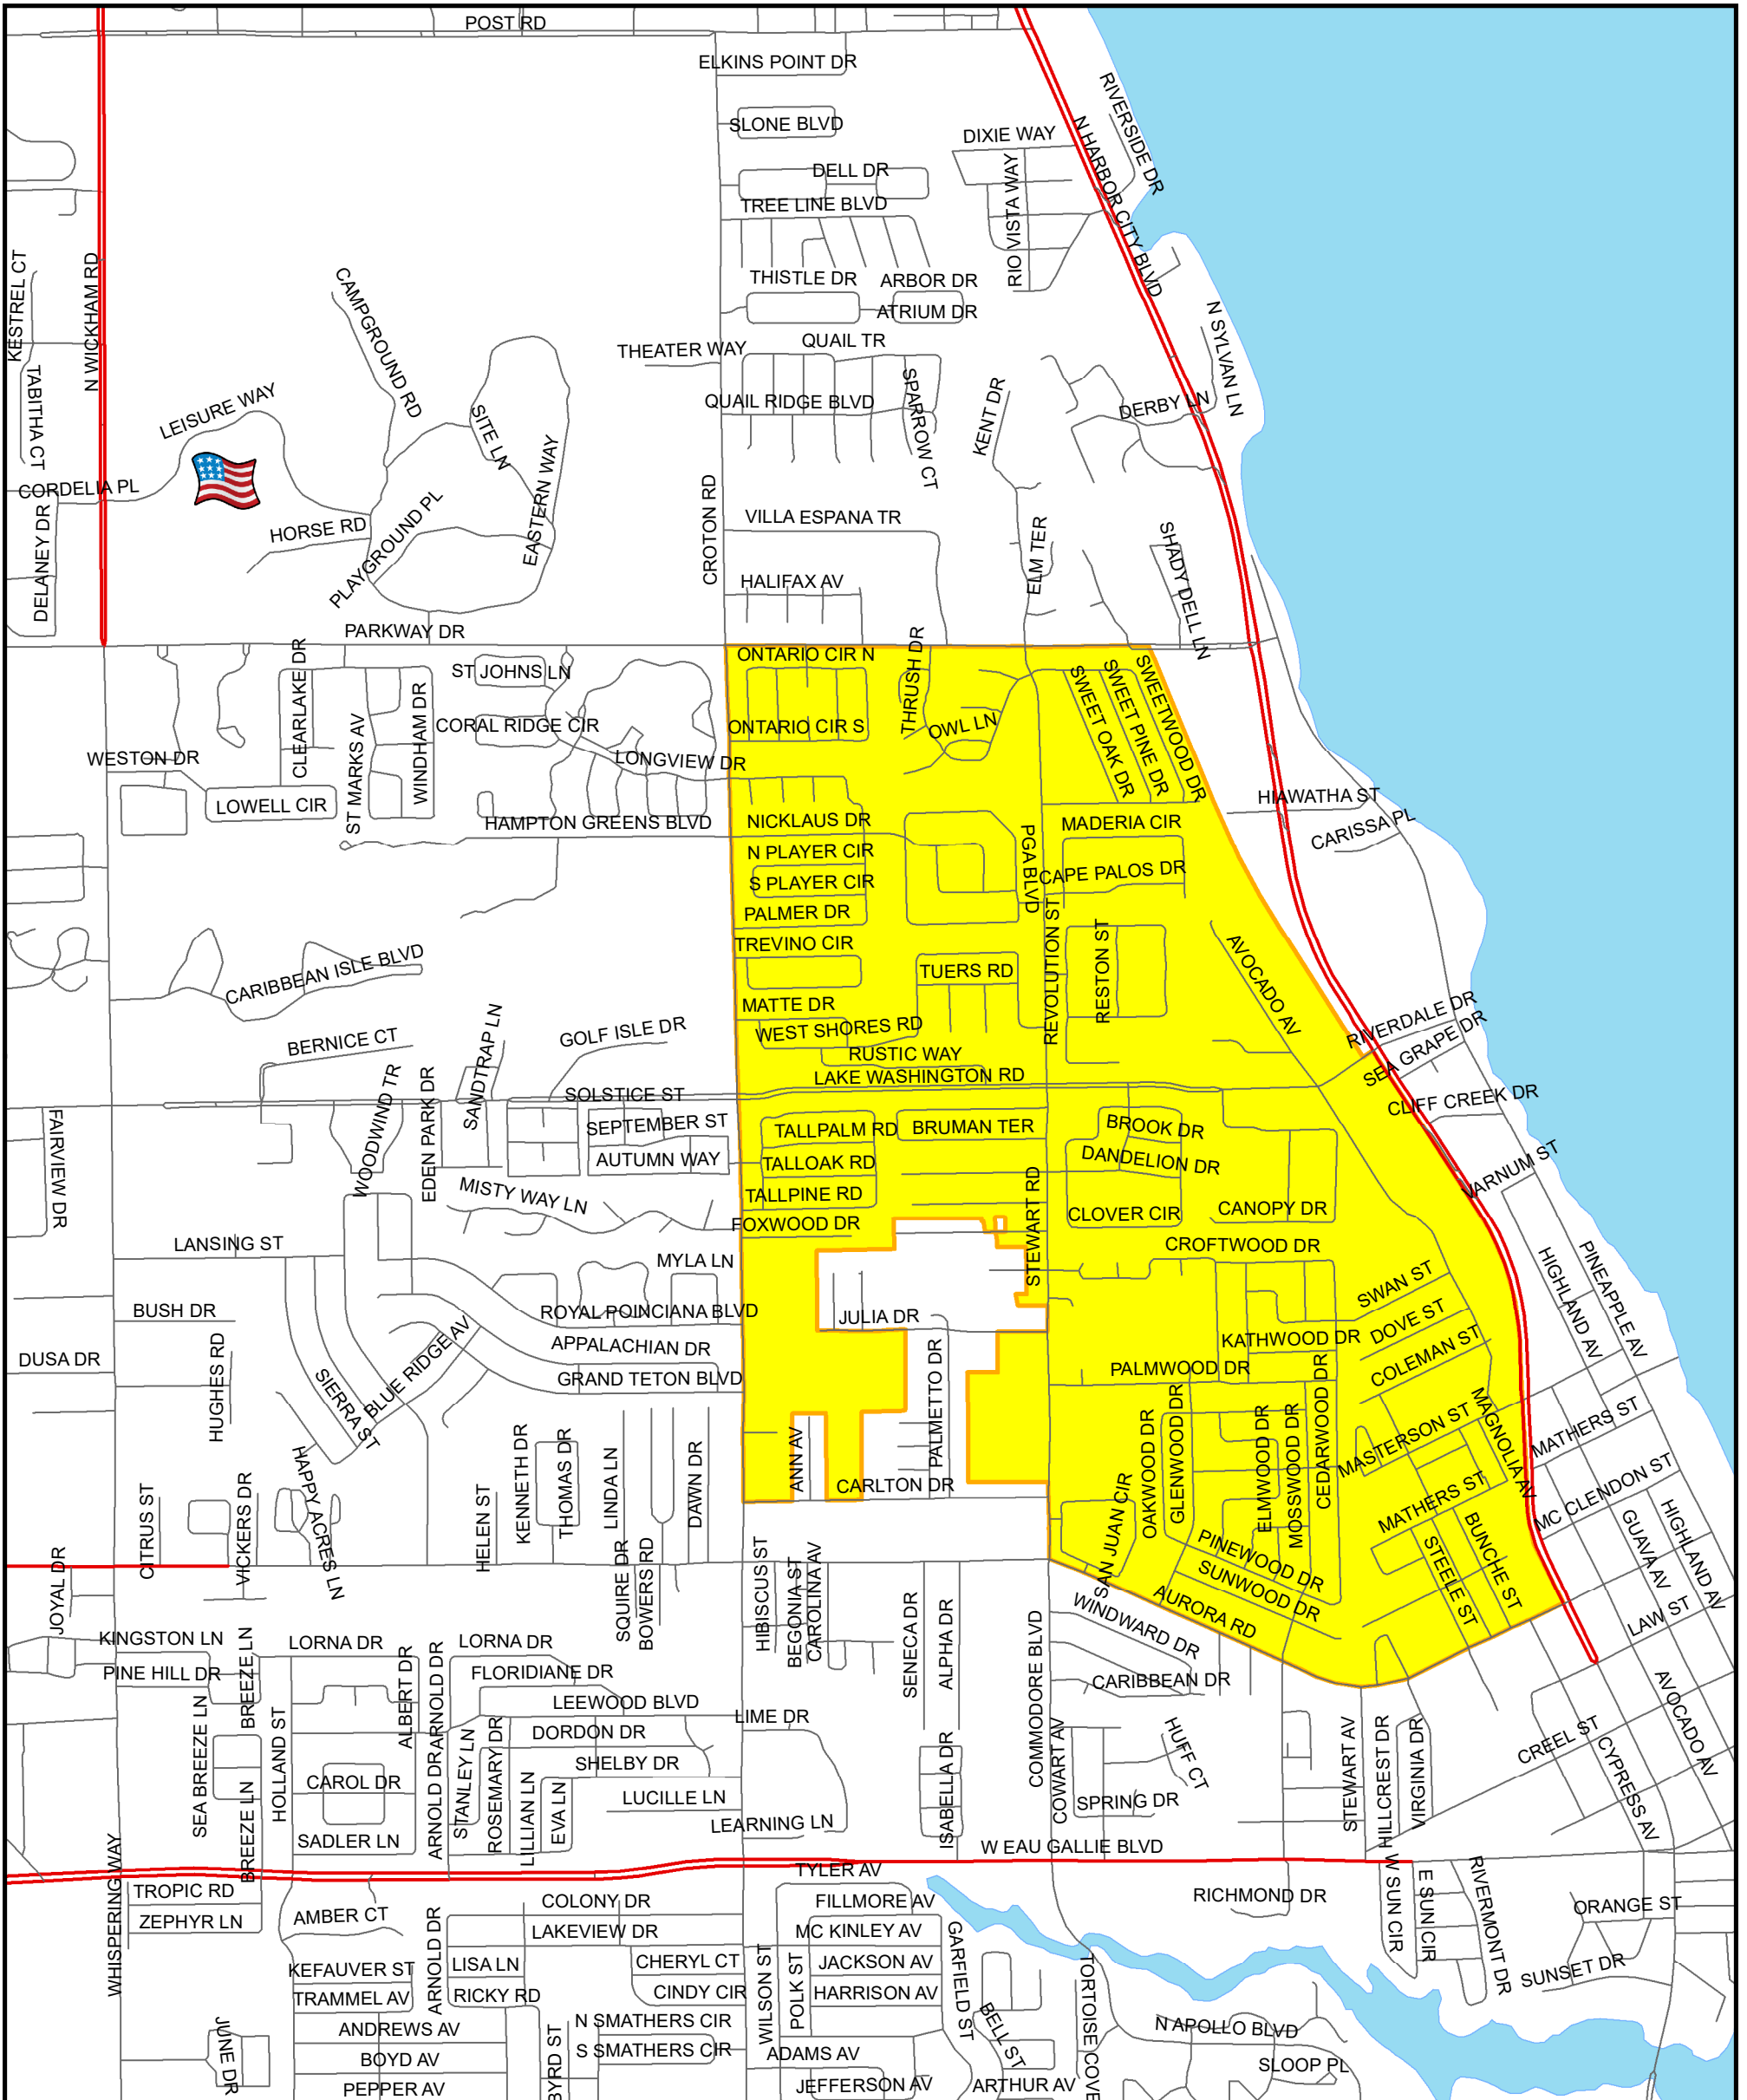 POST RD
ELKINS POINT DR
RIVERSIDE DR
SLONE BLVD
N HARBOR CITY BLVD
DIXIE WAY
DELL DR
RIO VISTA WAY
TREE LINE BLVD
KESTREL CT
N WICKHAM RD
CAMPGROUND RD
THISTLE DR
ARBOR DR
ATRIUM DR
N SYLVAN LN
QUAIL TR
THEATER WAY
TABITHA CT
LEISURE WAY
SITE LN
QUAIL RIDGE BLVD
SPARROW CT
KENT DR
DERBY LN
CORDELIA PL
DELANEY DR
HORSE RD
PLAYGROUND PL
EASTERN WAY
CROTON RD
VILLA ESPANA TR
ELM TER
SHADY DELL LN
HALIFAX AV
PARKWAY DR
ONTARIO CIR N
THRUSH DR
CLEARLAKE DR
ST JOHNS LN
SWEET OAK DR
SWEET PINE DR
SWEETWOOD DR
ST MARKS AV
WINDHAM DR
CORAL RIDGE CIR
ONTARIO CIR S
OWL LN
WESTON DR
LONGVIEW DR
LOWELL CIR
HIAWATHA ST
HAMPTON GREENS BLVD
NICKLAUS DR
PGA BLVD
MADERIA CIR
CARISSA PL
N PLAYER CIR
S PLAYER CIR
CAPE PALOS DR
PALMER DR
TREVINO CIR
REVOLUTION ST
RESTON ST
AVOCADO AV
CARIBBEAN ISLE BLVD
TUERS RD
MATTE DR
WEST SHORES RD
RIVERDALE DR
BERNICE CT
SANDTRAP LN
GOLF ISLE DR
RUSTIC WAY
SEA GRAPE DR
LAKE WASHINGTON RD
SOLSTICE ST
CLIFF CREEK DR
FAIRVIEW DR
WOODWIND TR
EDEN PARK DR
SEPTEMBER ST
TALLPALM RD
BRUMAN TER
BROOK DR
AUTUMN WAY
TALLOAK RD
DANDELION DR
VARNUM ST
MISTY WAY LN
TALLPINE RD
STEWART RD
CLOVER CIR
CANOPY DR
FOXWOOD DR
LANSING ST
CROFTWOOD DR
HIGHLAND AV
PINEAPPLE AV
MYLA LN
SWAN ST
BUSH DR
ROYAL POINCIANA BLVD
JULIA DR
DOVE ST
KATHWOOD DR
HUGHES RD
APPALACHIAN DR
COLEMAN ST
DUSA DR
BLUE RIDGE AV
SIERRA ST
GRAND TETON BLVD
PALMETTO DR
PALMWOOD DR
CEDARWOOD DR
MAGNOLIA AV
MATHERS ST
MASTERSON ST
OAKWOOD DR
GLENWOOD DR
ELMWOOD DR
MOSSWOOD DR
CITRUS ST
VICKERS DR
HAPPY ACRES LN
HELEN ST
KENNETH DR
THOMAS DR
LINDA LN
DAWN DR
ANN AV
CARLTON DR
SAN JUAN CIR
MATHERS ST
MC CLENDON ST
JOYAL DR
SQUIRE DR
BOWERS RD
HIBISCUS ST
BEGONIA ST
CAROLINA AV
PINEWOOD DR
SUNWOOD DR
STEELE ST
BUNCHE ST
GUAVA AV
HIGHLAND AV
AURORA RD
LAW ST
KINGSTON LN
PINE HILL DR
BREEZE LN
LORNA DR
LORNA DR
SENECA DR
ALPHA DR
WINDWARD DR
FLORIDIANE DR
CARIBBEAN DR
COMMODORE BLVD
SEA BREEZE LN
HOLLAND ST
ALBERT DR
ARNOLD DR
LEEWOOD BLVD
LIME DR
AVOCADO AV
DORDON DR
STANLEY LN
ROSEMARY DR
SHELBY DR
ISABELLA DR
COWART AV
HUFF CT
STEWART AV
HILLCREST DR
VIRGINIA DR
CREEL ST
CYPRESS AV
BREEZE LN
CAROL DR
ARNOLD DR
LILLIAN LN
EVA LN
LUCILLE LN
SPRING DR
SADLER LN
LEARNING LN
W EAU GALLIE BLVD
WHISPERING WAY
TROPIC RD
TYLER AV
ZEPHYR LN
AMBER CT
COLONY DR
FILLMORE AV
RICHMOND DR
W SUN CIR
E SUN CIR
RIVERMONT DR
ORANGE ST
LAKEVIEW DR
MC KINLEY AV
GARFIELD ST
KEFAUVER ST
ARNOLD DR
LISA LN
CHERYL CT
WILSON ST
POLK ST
JACKSON AV
SUNSET DR
TRAMMEL AV
RICKY RD
CINDY CIR
HARRISON AV
TORTOISE COVE
JUNE DR
ANDREWS AV
N SMATHERS CIR
BELL ST
N APOLLO BLVD
BOYD AV
BYRD ST
S SMATHERS CIR
ADAMS AV
SLOOP PL
PEPPER AV
JEFFERSON AV
ARTHUR AV